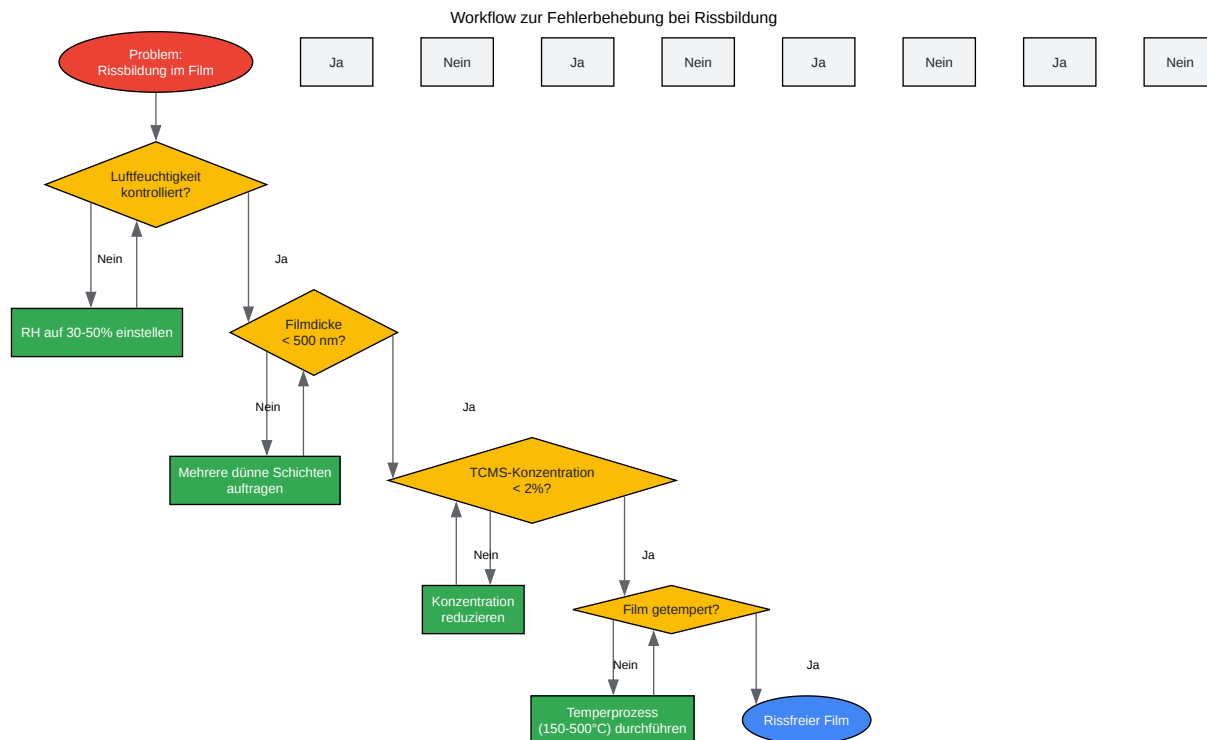 Workflow zur Fehlerbehebung bei Rissbildung
Problem:
Rissbildung im Film
Ja
Nein
Ja
Nein
Ja
Nein
Ja
Nein
Luftfeuchtigkeit
kontrolliert?
Nein
Ja
RH auf 30-50% einstellen
Filmdicke
< 500 nm?
Nein
Ja
Mehrere dünne Schichten
auftragen
TCMS-Konzentration
< 2%?
Nein
Ja
Konzentration
reduzieren
Film getempert?
Nein
Ja
Temperprozess
(150-500°C) durchführen
Rissfreier Film